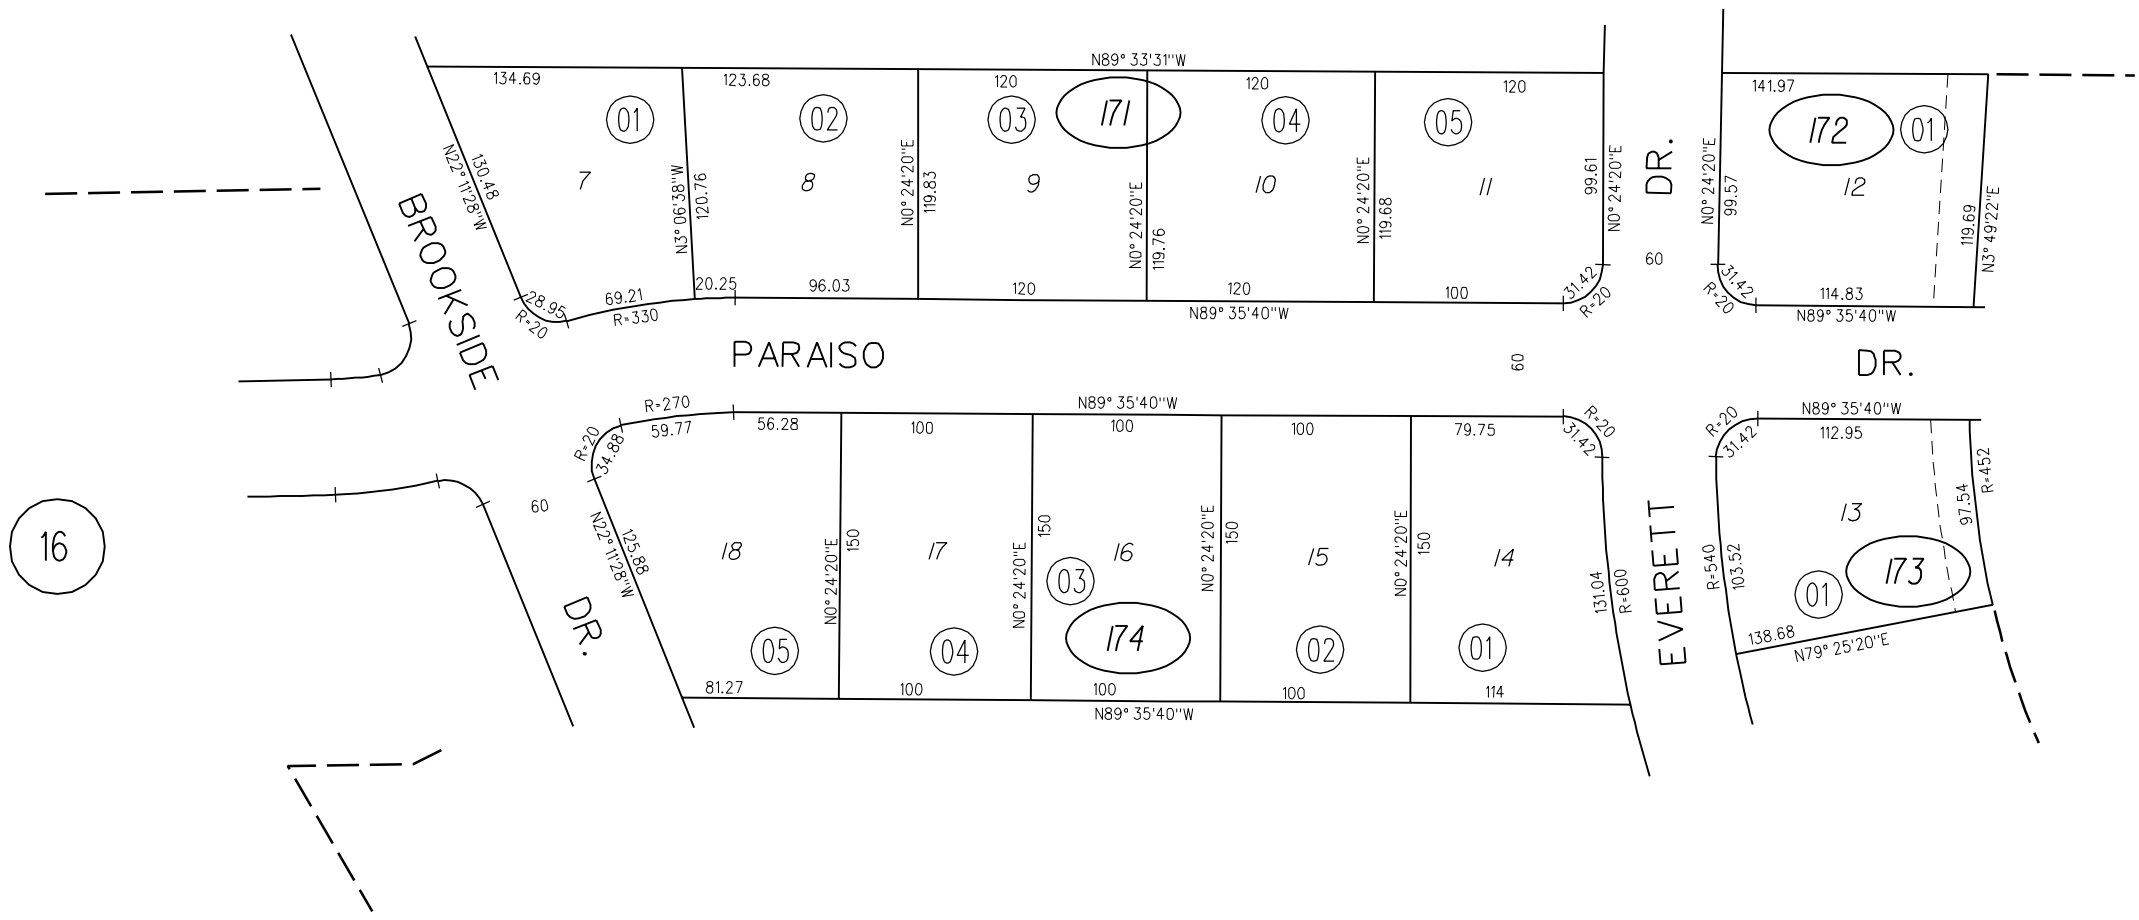 N89° 33'31"W
134.69
123.68
120
120
120
141.97
01
02
03
171
04
05
172
01
7
8
9
10
11
12
130.48
N22° 11'28"W
N3° 06'38"W
120.76
N0° 24'20"E
119.83
N0° 24'20"E
119.76
N0° 24'20"E
119.68
99.61
N0° 24'20"E
DR.
N0° 24'20"E
99.57
119.69
N3° 49'22"E
60
28.95
R=20
69.21
R=330
20.25
96.03
120
120
100
31.42
R=20
31.42
R=20
114.83
N89° 35'40"W
N89° 35'40"W
BROOKSIDE
PARAISO
60
DR.
R=270
59.77
56.28
N89° 35'40"W
100
100
100
79.75
R=20
31.42
R=20
31.42
N89° 35'40"W
112.95
R=20
34.88
60
16
N22° 11'28"W
125.88
18
17
16
15
14
13
N0° 24'20"E
150
N0° 24'20"E
150
N0° 24'20"E
150
N0° 24'20"E
150
131.04
R=600
EVERETT
R=540
103.52
97.54
R=452
03
173
01
DR.
05
04
174
02
01
138.68
N79° 25'20"E
81.27
100
100
100
114
N89° 35'40"W